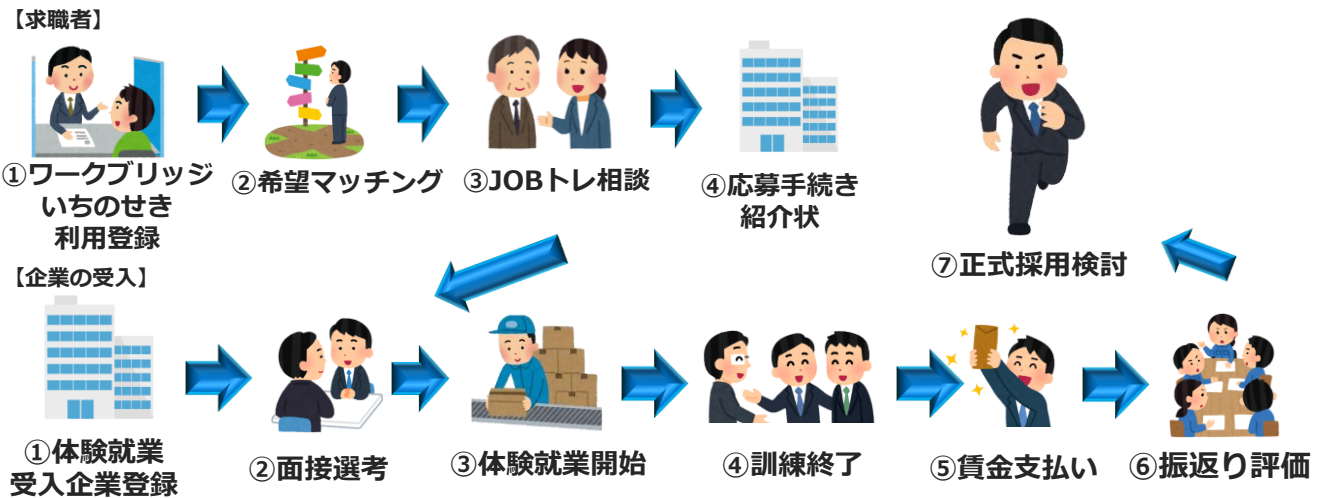 【求職者】
①ワークブリッジ
いちのせき
利用登録
②希望マッチング
③JOBトレ相談
④応募手続き
紹介状
⑦正式採用検討
【企業の受入】
①体験就業
受入企業登録
②面接選考
③体験就業開始
④訓練終了
⑤賃金支払い
⑥振返り評価